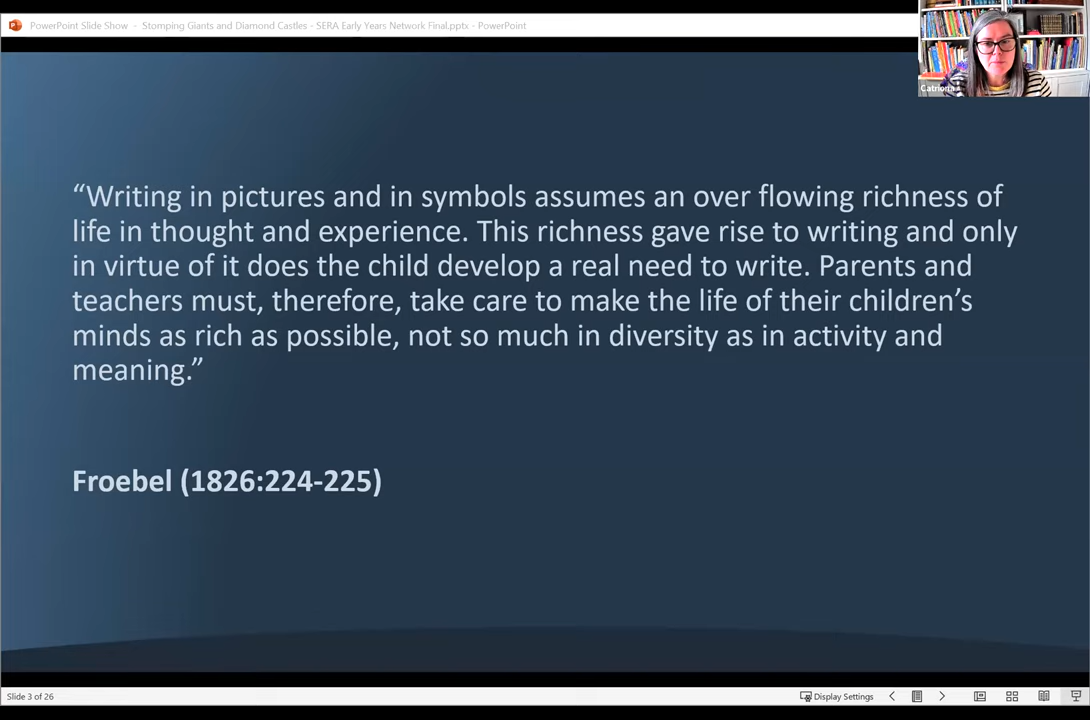 PowerPoint Slide Show - Stomping Giants and Diamond Castles - SERA Early Years Network Final.pptx - PowerPoint
Catriona
“Writing in pictures and in symbols assumes an over flowing richness of
life in thought and experience. This richness gave rise to writing and only
in virtue of it does the child develop a real need to write. Parents and
teachers must, therefore, take care to make the life of their children’s
minds as rich as possible, not so much in diversity as in activity and
meaning.”
Froebel (1826:224-225)
Slide 3 of 26
Display Settings